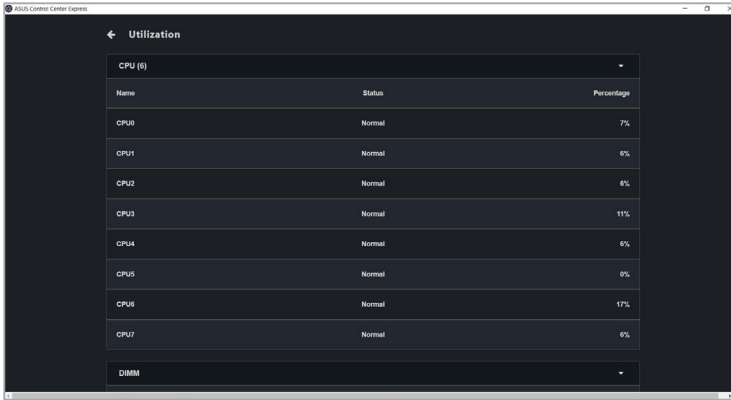 ASUS Control Center Express
Utilization
CPU (6)
Name Status Percentage
CPU0 Normal 7%
CPU1 Normal 6%
CPU2 Normal 6%
CPU3 Normal 11%
CPU4 Normal 6%
CPU5 Normal 0%
CPU6 Normal 17%
CPU7 Normal 6%
DIMM